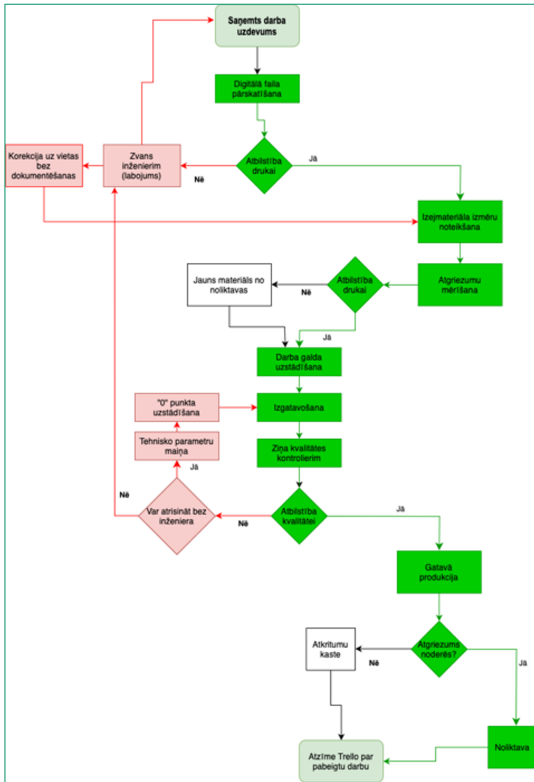 Saņemts darba
uzdevums
Digitālā faila
pārskatīšana
Korekcija uz vietas
bez
dokumentēšanas
Zvans
inženierim
(labojums)
Atbilstība
drukai
Jā
Nē
Izejmateriāla izmēru
noteikšana
Jauns materiāls no
noliktavas
Nē
Atbilstība
drukai
Algriezumu
mērīšana
Jā
Darba galda
uzstādīšana
"0" punkta
uzstādīšana
Izgatavošana
Tehnisko parametru
maiņa
Ziņa kvalitātes
kontrolierim
Jā
Nē
Var atrisināt bez
inženiera
Nē
Atbilstība
kvalitātei
Jā
Gatavā
produkcija
Atkritumu
kaste
Nē
Algriezums
noderēs?
Jā
Noliktava
Atzīme Trello par
pabeigtu darbu